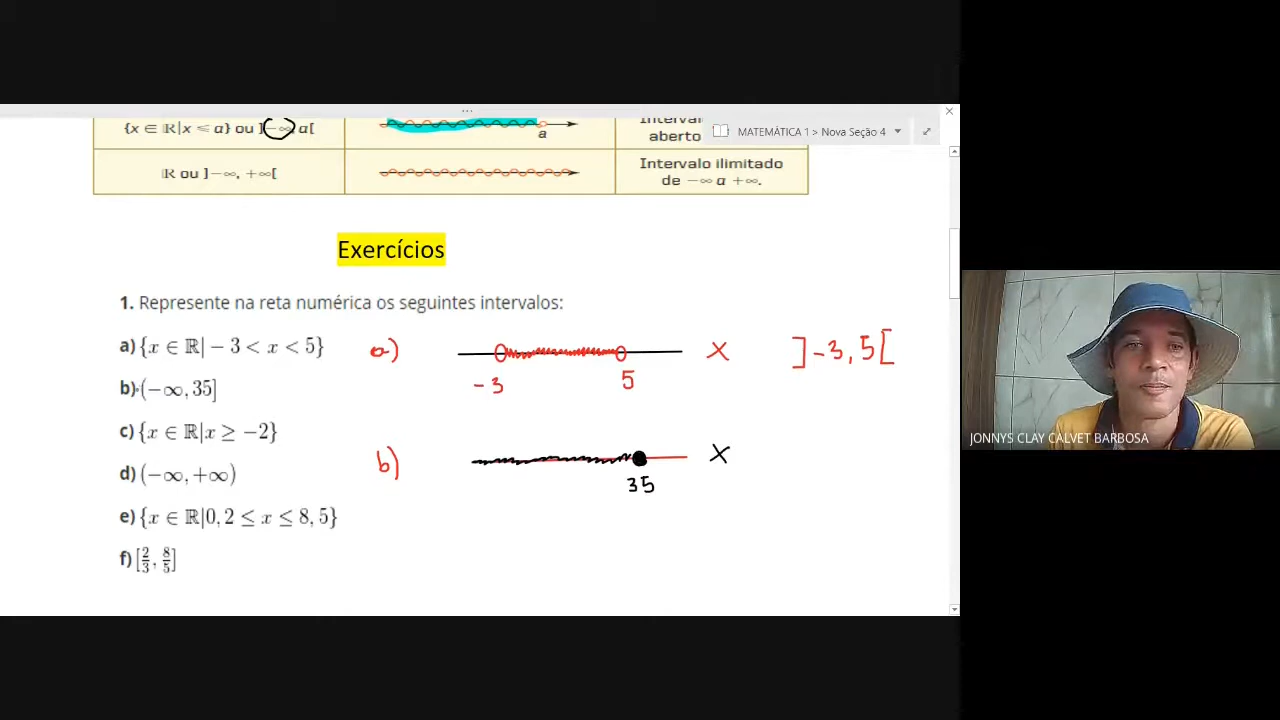 {x ∈ ℝ|x ⩽ a} ou ]−∞, a[
a
aberto
MATEMÁTICA 1 > Nova Seção 4
ℝ ou ]−∞, +∞[
Intervalo ilimitado
de −∞ a +∞.
Exercícios
1. Represente na reta numérica os seguintes intervalos:
a) {x ∈ ℝ| − 3 < x < 5}
a)
-3
5
x
]-3, 5[
b) (−∞, 35]
b)
35
x
c) {x ∈ ℝ|x ≥ −2}
d) (−∞, +∞)
e) {x ∈ ℝ|0, 2 ≤ x ≤ 8, 5}
f) [2/3, 8/5]
JONNYS CLAY CALVET BARBOSA